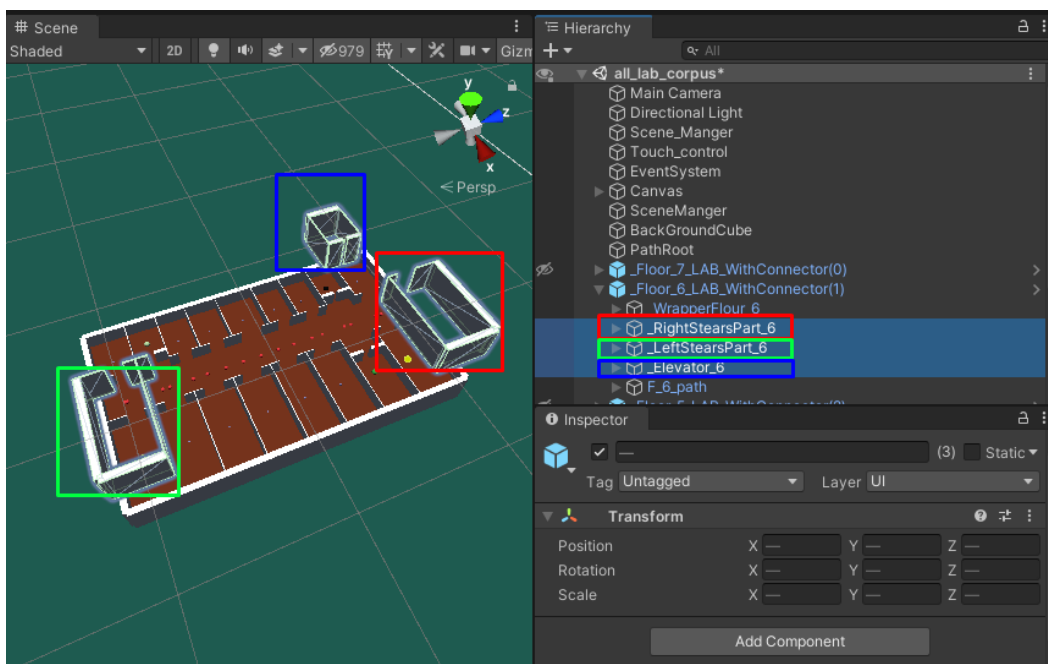 # Scene
Shaded
2D
979
Gizm
y
z
x
< Persp
Hierarchy
All
all_lab_corpus*
Main Camera
Directional Light
Scene_Manger
Touch_control
EventSystem
Canvas
SceneManger
BackGroundCube
PathRoot
_Floor_7_LAB_WithConnector(0)
_Floor_6_LAB_WithConnector(1)
_WrapperFlour_6
_RightStearsPart_6
_LeftStearsPart_6
_Elevator_6
F_6_path
Inspector
— (3) Static
Tag Untagged Layer UI
Transform
Position X — Y — Z —
Rotation X — Y — Z —
Scale X — Y — Z —
Add Component